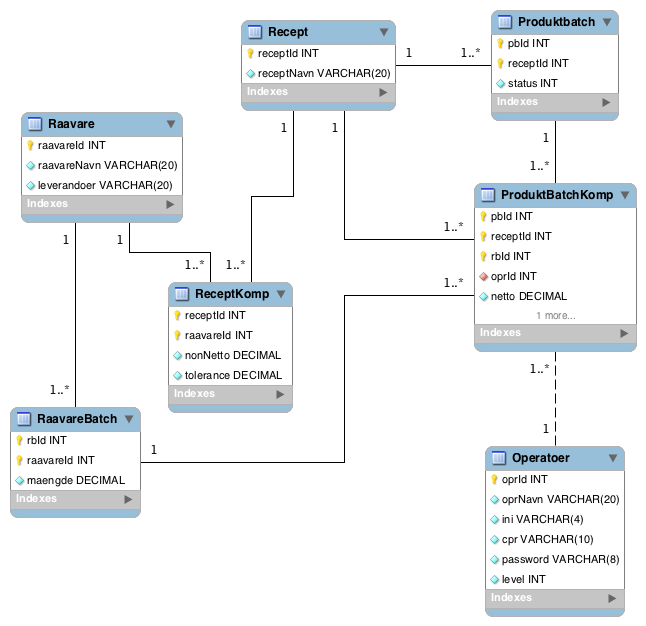 Recept
receptId INT
receptNavn VARCHAR(20)
Indexes
1
1..*
Produktbatch
pbId INT
receptId INT
status INT
Indexes
1
1
1
1..*
Raavare
raavareId INT
raavareNavn VARCHAR(20)
leverandoer VARCHAR(20)
Indexes
1
1
1..*
1..*
ProduktBatchKomp
pbId INT
receptId INT
rbId INT
oprId INT
netto DECIMAL
1 more...
Indexes
1..*
1..*
ReceptKomp
receptId INT
raavareId INT
nonNetto DECIMAL
tolerance DECIMAL
Indexes
1..*
1..*
1
RaavareBatch
rbId INT
raavareId INT
maengde DECIMAL
Indexes
1
Operatoer
oprId INT
oprNavn VARCHAR(20)
ini VARCHAR(4)
cpr VARCHAR(10)
password VARCHAR(8)
level INT
Indexes